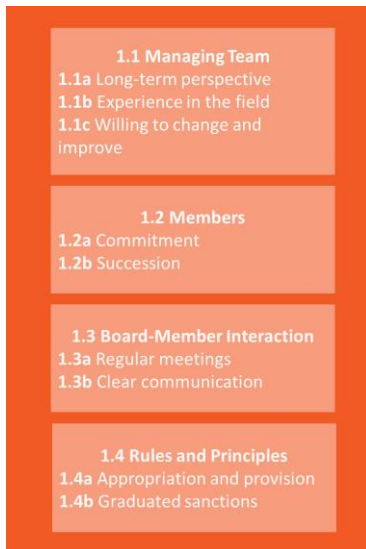 1.1 Managing Team
1.1a Long-term perspective
1.1b Experience in the field
1.1c Willing to change and
improve
1.2 Members
1.2a Commitment
1.2b Succession
1.3 Board-Member Interaction
1.3a Regular meetings
1.3b Clear communication
1.4 Rules and Principles
1.4a Appropriation and provision
1.4b Graduated sanctions